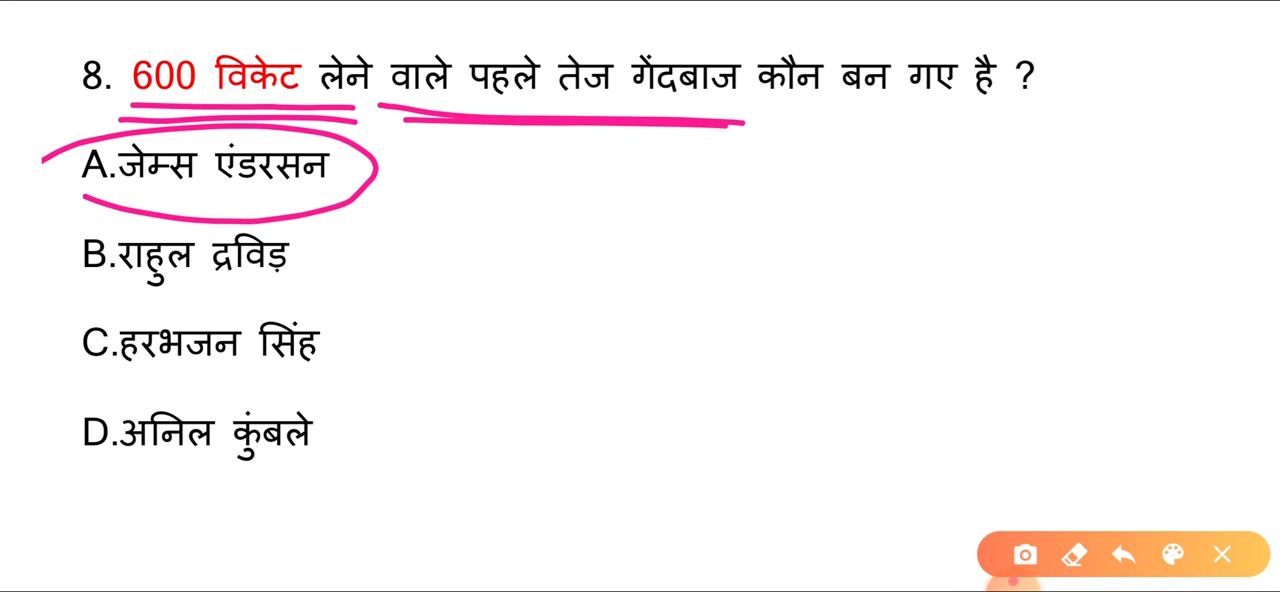 8. 600 विकेट लेने वाले पहले तेज गेंदबाज कौन बन गए है ?
A.जेम्स एंडरसन
B.राहुल द्रविड़
C.हरभजन सिंह
D.अनिल कुंबले